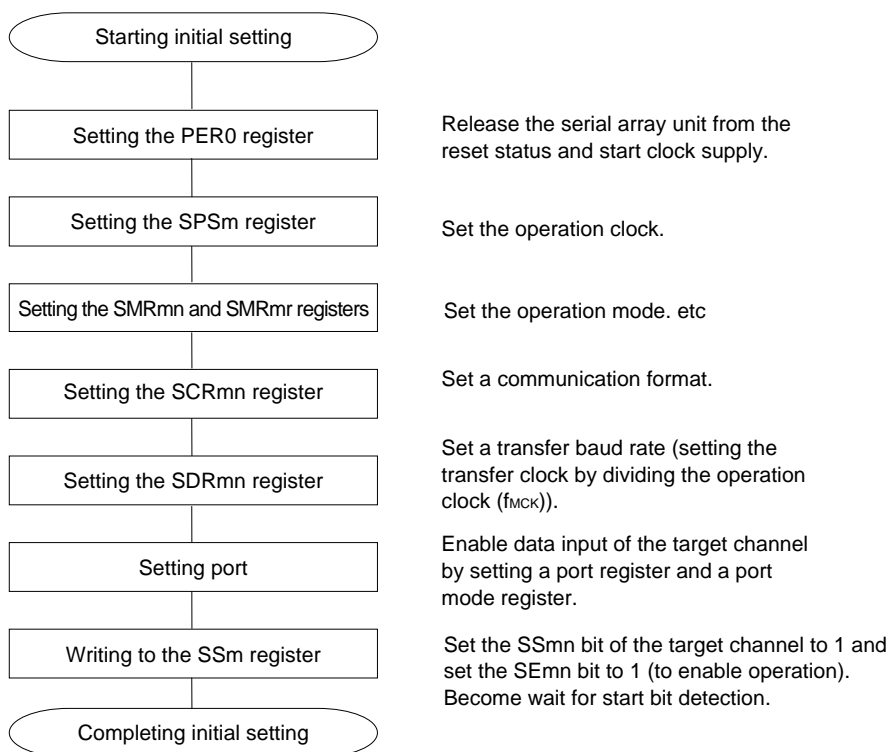 Starting initial setting
Setting the PER0 register
Release the serial array unit from the
reset status and start clock supply.
Setting the SPSm register
Set the operation clock.
Setting the SMRmn and SMRmr registers
Set the operation mode. etc
Setting the SCRmn register
Set a communication format.
Setting the SDRmn register
Set a transfer baud rate (setting the
transfer clock by dividing the operation
clock (fMCK)).
Setting port
Enable data input of the target channel
by setting a port register and a port
mode register.
Writing to the SSm register
Set the SSmn bit of the target channel to 1 and
set the SEmn bit to 1 (to enable operation).
Become wait for start bit detection.
Completing initial setting